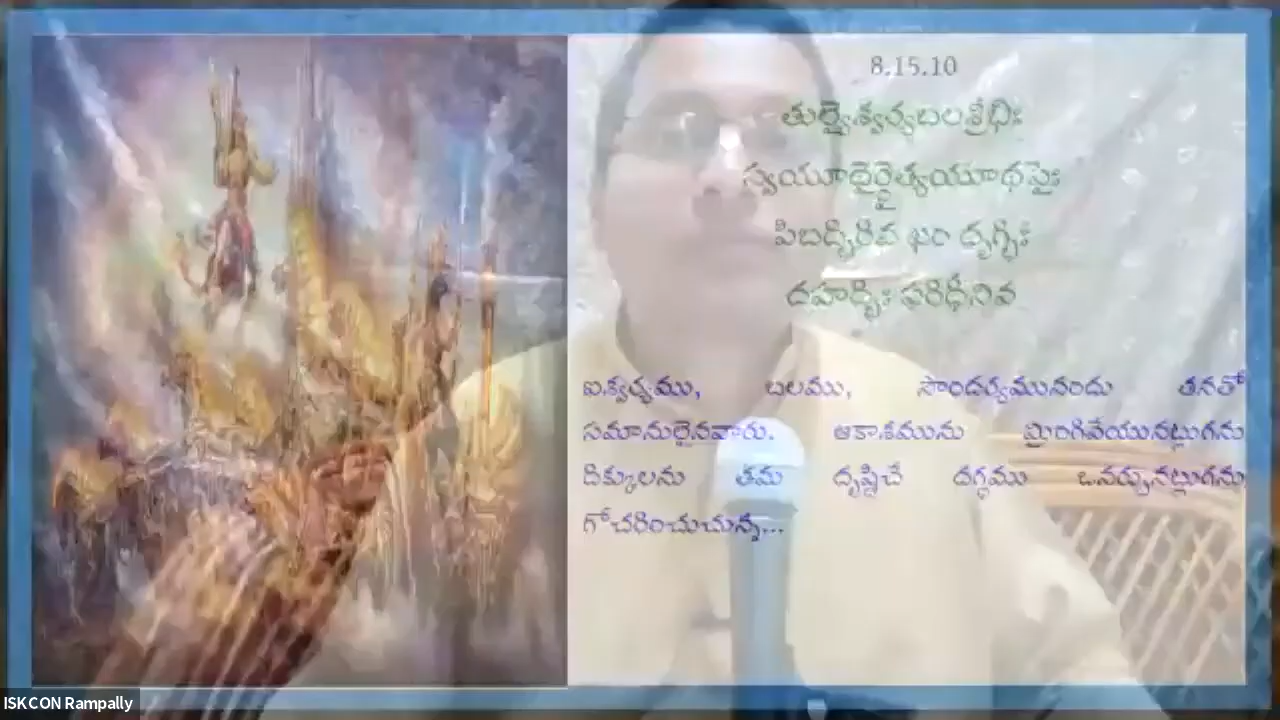 8.15.10
తుల్యైశ్వర్యబలశ్రీభిః
స్వయూథైర్దైత్యయూథపైః
పిబద్భిరివ ఖం దృగ్భిః
దహద్భిః పరిధీనివ
ఐశ్వర్యము, బలము, సౌందర్యమునందు తనతో
సమానులైనవారు. ఆకాశమును మ్రింగివేయునట్లుగను
దిక్కులను తమ దృష్టిచే దగ్ధము ఒనర్చునట్లుగను
గోచరించుచున్న...
ISKCON Rampally